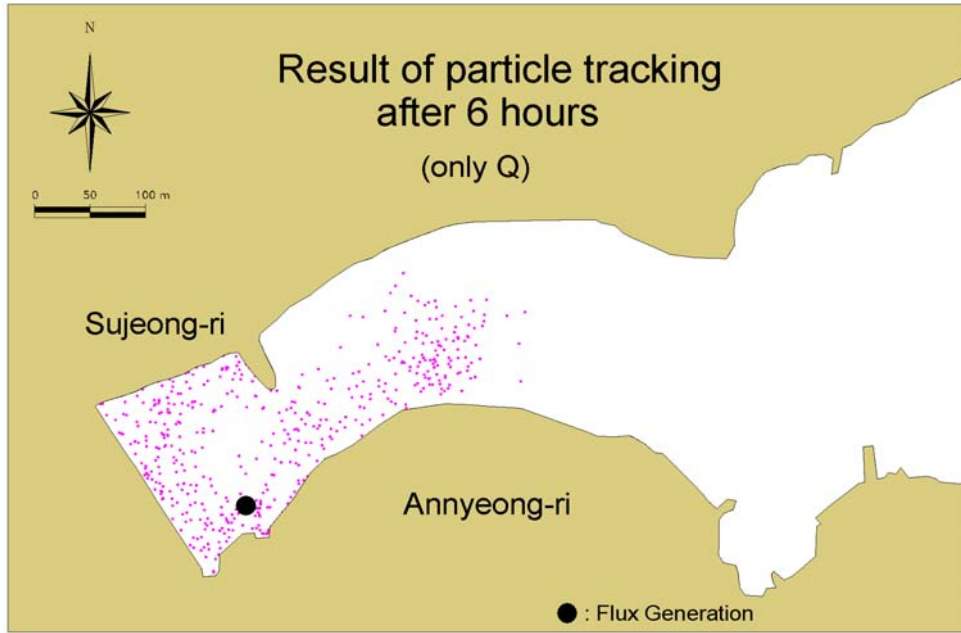 N
Result of particle tracking
after 6 hours
(only Q)
0 50 100 m
Sujeong-ri
Annyeong-ri
: Flux Generation